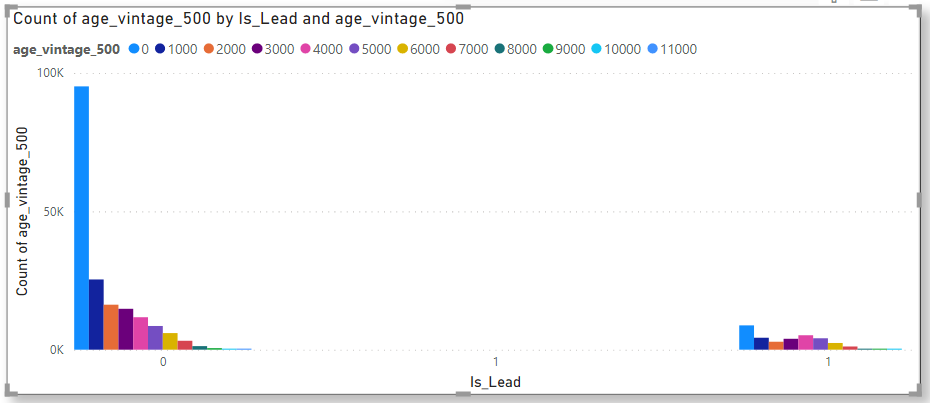 Count of age_vintage_500 by Is_Lead and age_vintage_500
age_vintage_500 0 1000 2000 3000 4000 5000 6000 7000 8000 9000 10000 11000
100K
50K
0K
Count of age_vintage_500
0 1 1
Is_Lead